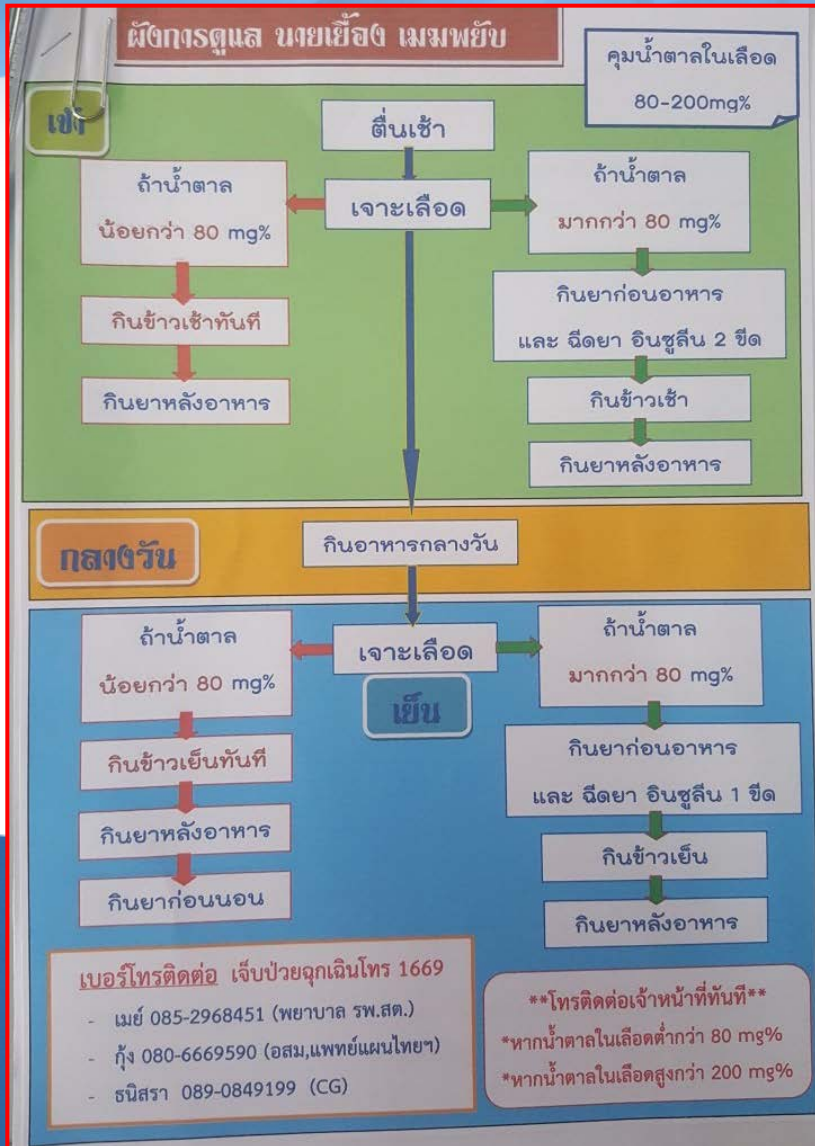 ผังการดูแล นายเยื้อง เมฆพยับ
คุมน้ำตาลในเลือด
80-200mg%
เช้า
ตื่นเช้า
เจาะเลือด
ถ้าน้ำตาล
น้อยกว่า 80 mg%
กินข้าวเช้าทันที
กินยาหลังอาหาร
ถ้าน้ำตาล
มากกว่า 80 mg%
กินยาก่อนอาหาร
และ ฉีดยา อินซูลีน 2 ขีด
กินข้าวเช้า
กินยาหลังอาหาร
กลางวัน
กินอาหารกลางวัน
เจาะเลือด
เย็น
ถ้าน้ำตาล
น้อยกว่า 80 mg%
กินข้าวเย็นทันที
กินยาหลังอาหาร
กินยาก่อนนอน
ถ้าน้ำตาล
มากกว่า 80 mg%
กินยาก่อนอาหาร
และ ฉีดยา อินซูลีน 1 ขีด
กินข้าวเย็น
กินยาหลังอาหาร
เบอร์โทรติดต่อ เจ็บป่วยฉุกเฉินโทร 1669
- เมย์ 085-2968451 (พยาบาล รพ.สต.)
- กุ้ง 080-6669590 (อสม,แพทย์แผนไทยฯ)
- ธนิสรา 089-0849199 (CG)
**โทรติดต่อเจ้าหน้าที่ทันที**
*หากน้ำตาลในเลือดต่ำกว่า 80 mg%
*หากน้ำตาลในเลือดสูงกว่า 200 mg%